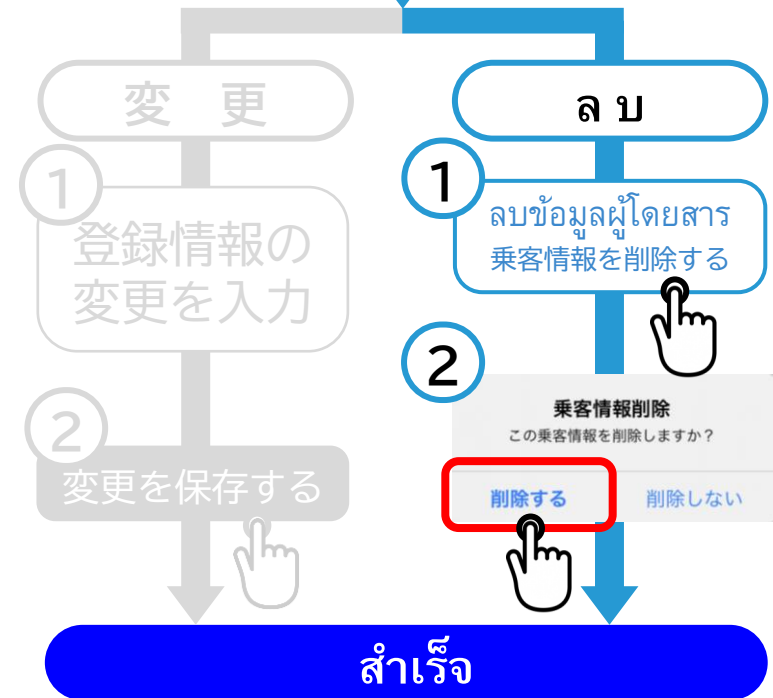 変 更
1
登録情報の
変更を入力
2
変更を保存する
ลบ
1
ลบข้อมูลผู้โดยสาร
乗客情報を削除する
2
乗客情報削除
この乗客情報を削除しますか？
削除する 削除しない
สำเร็จ